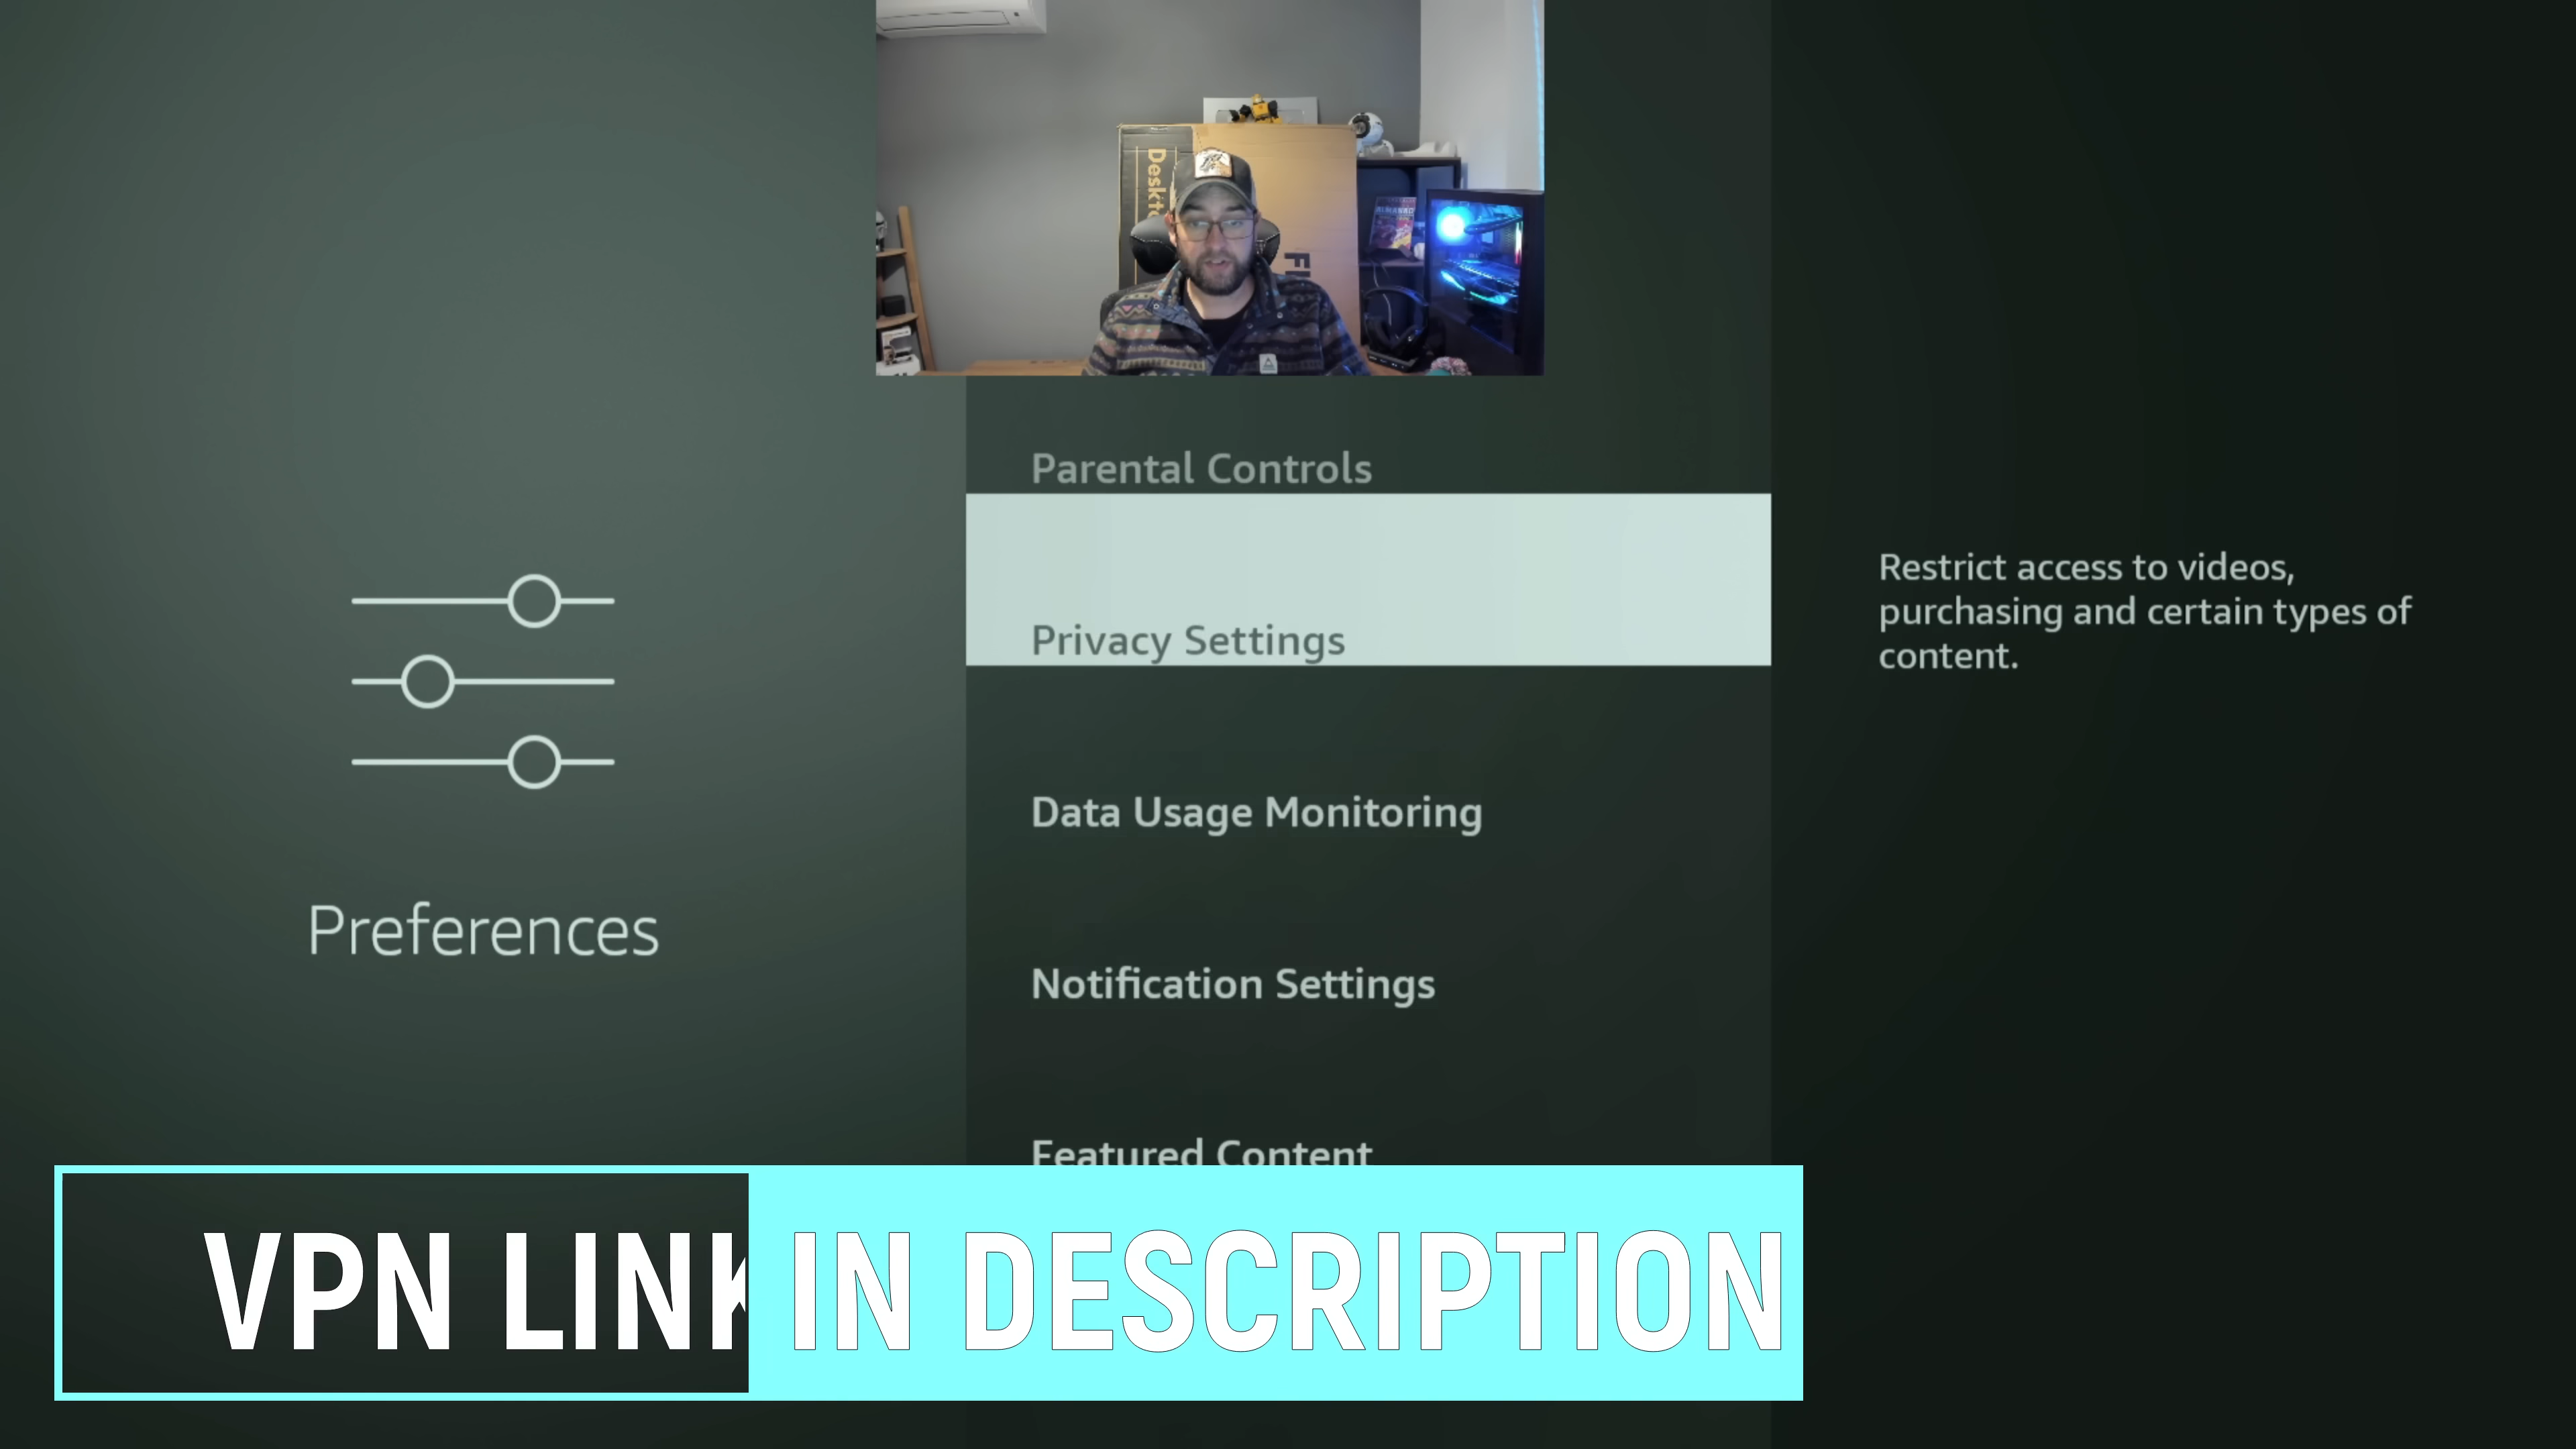 Deskto
Parental Controls
Privacy Settings
Restrict access to videos,
purchasing and certain types of
content.
Data Usage Monitoring
Preferences
Notification Settings
Featured Content
VPN LINK IN DESCRIPTION